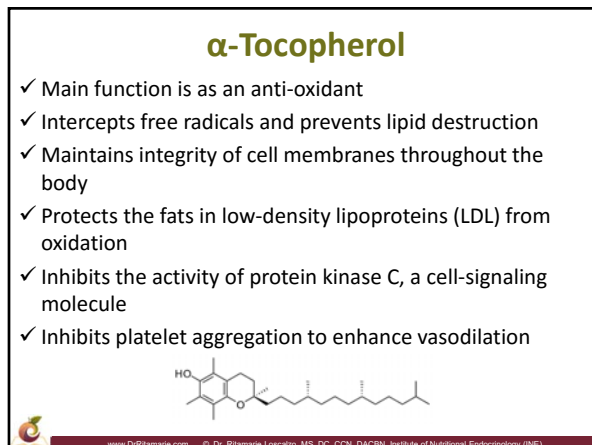 α-Tocopherol
✓ Main function is as an anti-oxidant
✓ Intercepts free radicals and prevents lipid destruction
✓ Maintains integrity of cell membranes throughout the
body
✓ Protects the fats in low-density lipoproteins (LDL) from
oxidation
✓ Inhibits the activity of protein kinase C, a cell-signaling
molecule
✓ Inhibits platelet aggregation to enhance vasodilation
HO
O
www.DrRitamarie.com © Dr. Ritamarie Loscalzo, MS, DC, CCN, DACBN, Institute of Nutritional Endocrinology (INE)